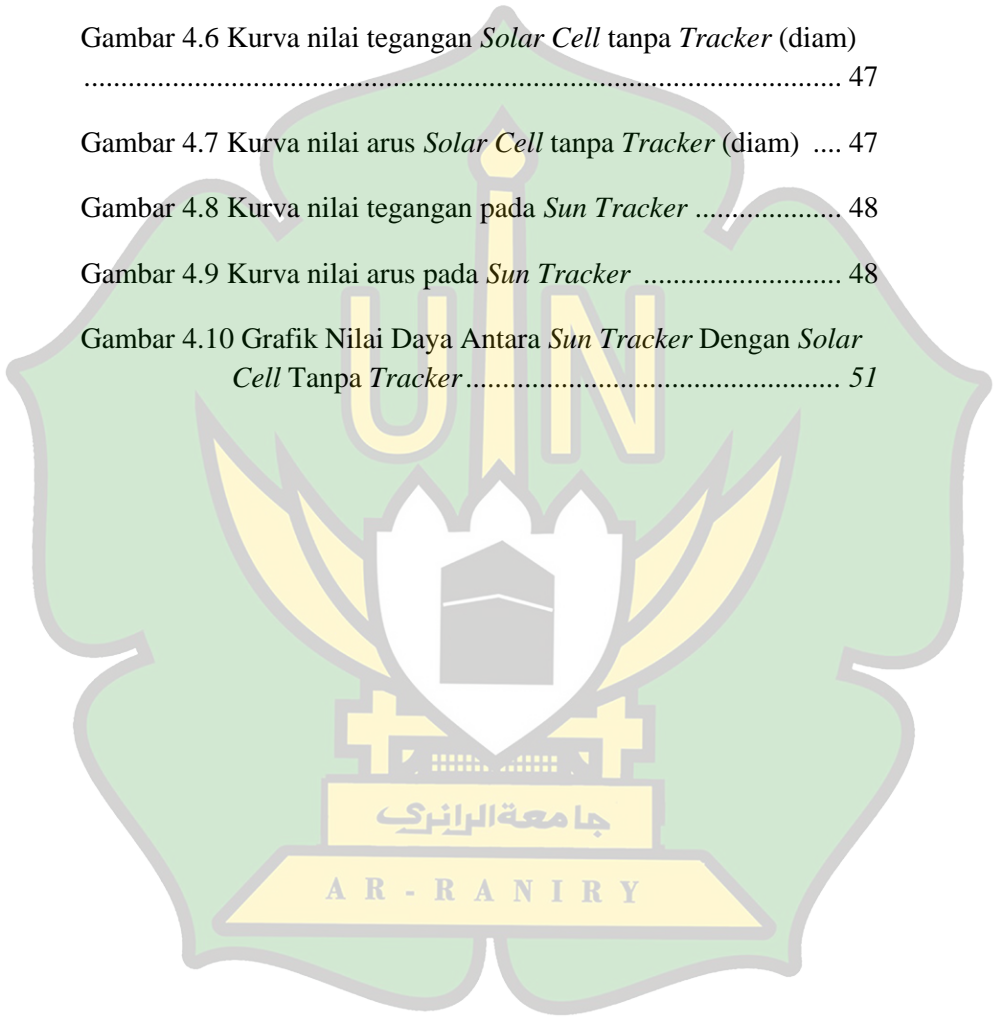 Gambar 4.6 Kurva nilai tegangan Solar Cell tanpa Tracker (diam)
....................................................................................................... 47
Gambar 4.7 Kurva nilai arus Solar Cell tanpa Tracker (diam) .... 47
Gambar 4.8 Kurva nilai tegangan pada Sun Tracker .................... 48
Gambar 4.9 Kurva nilai arus pada Sun Tracker ........................... 48
Gambar 4.10 Grafik Nilai Daya Antara Sun Tracker Dengan Solar
Cell Tanpa Tracker ................................................... 51
UIN
جامعة الرانري
AR-RANIRY